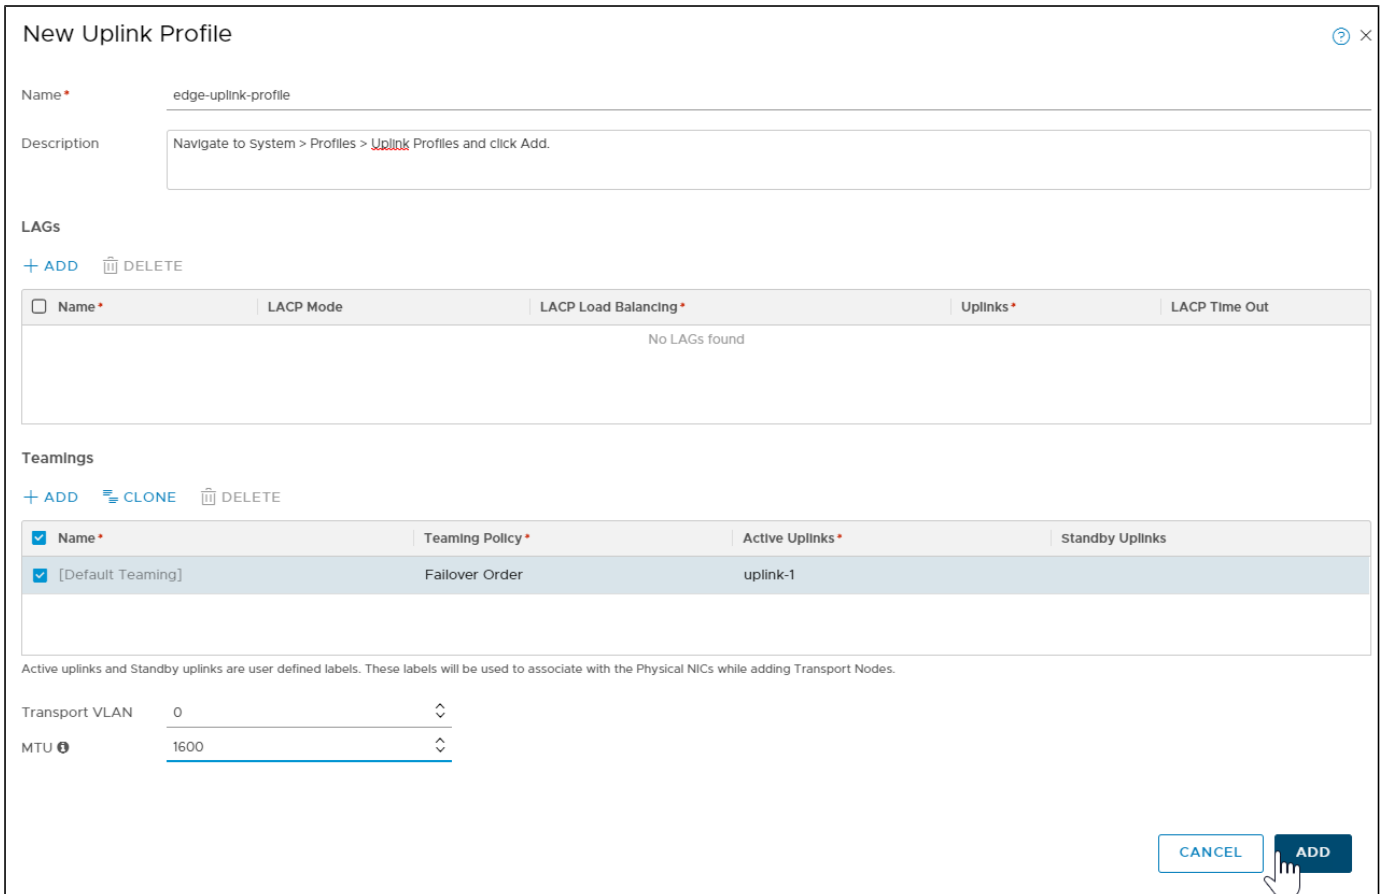 New Uplink Profile
Name*
edge-uplink-profile
Description
Navigate to System > Profiles > Uplink Profiles and click Add.
LAGs
+ ADD DELETE
Name* LACP Mode LACP Load Balancing* Uplinks* LACP Time Out
No LAGs found
Teamings
+ ADD CLONE DELETE
Name* Teaming Policy* Active Uplinks* Standby Uplinks
[Default Teaming] Failover Order uplink-1
Active uplinks and Standby uplinks are user defined labels. These labels will be used to associate with the Physical NICs while adding Transport Nodes.
Transport VLAN 0
MTU 1600
CANCEL ADD